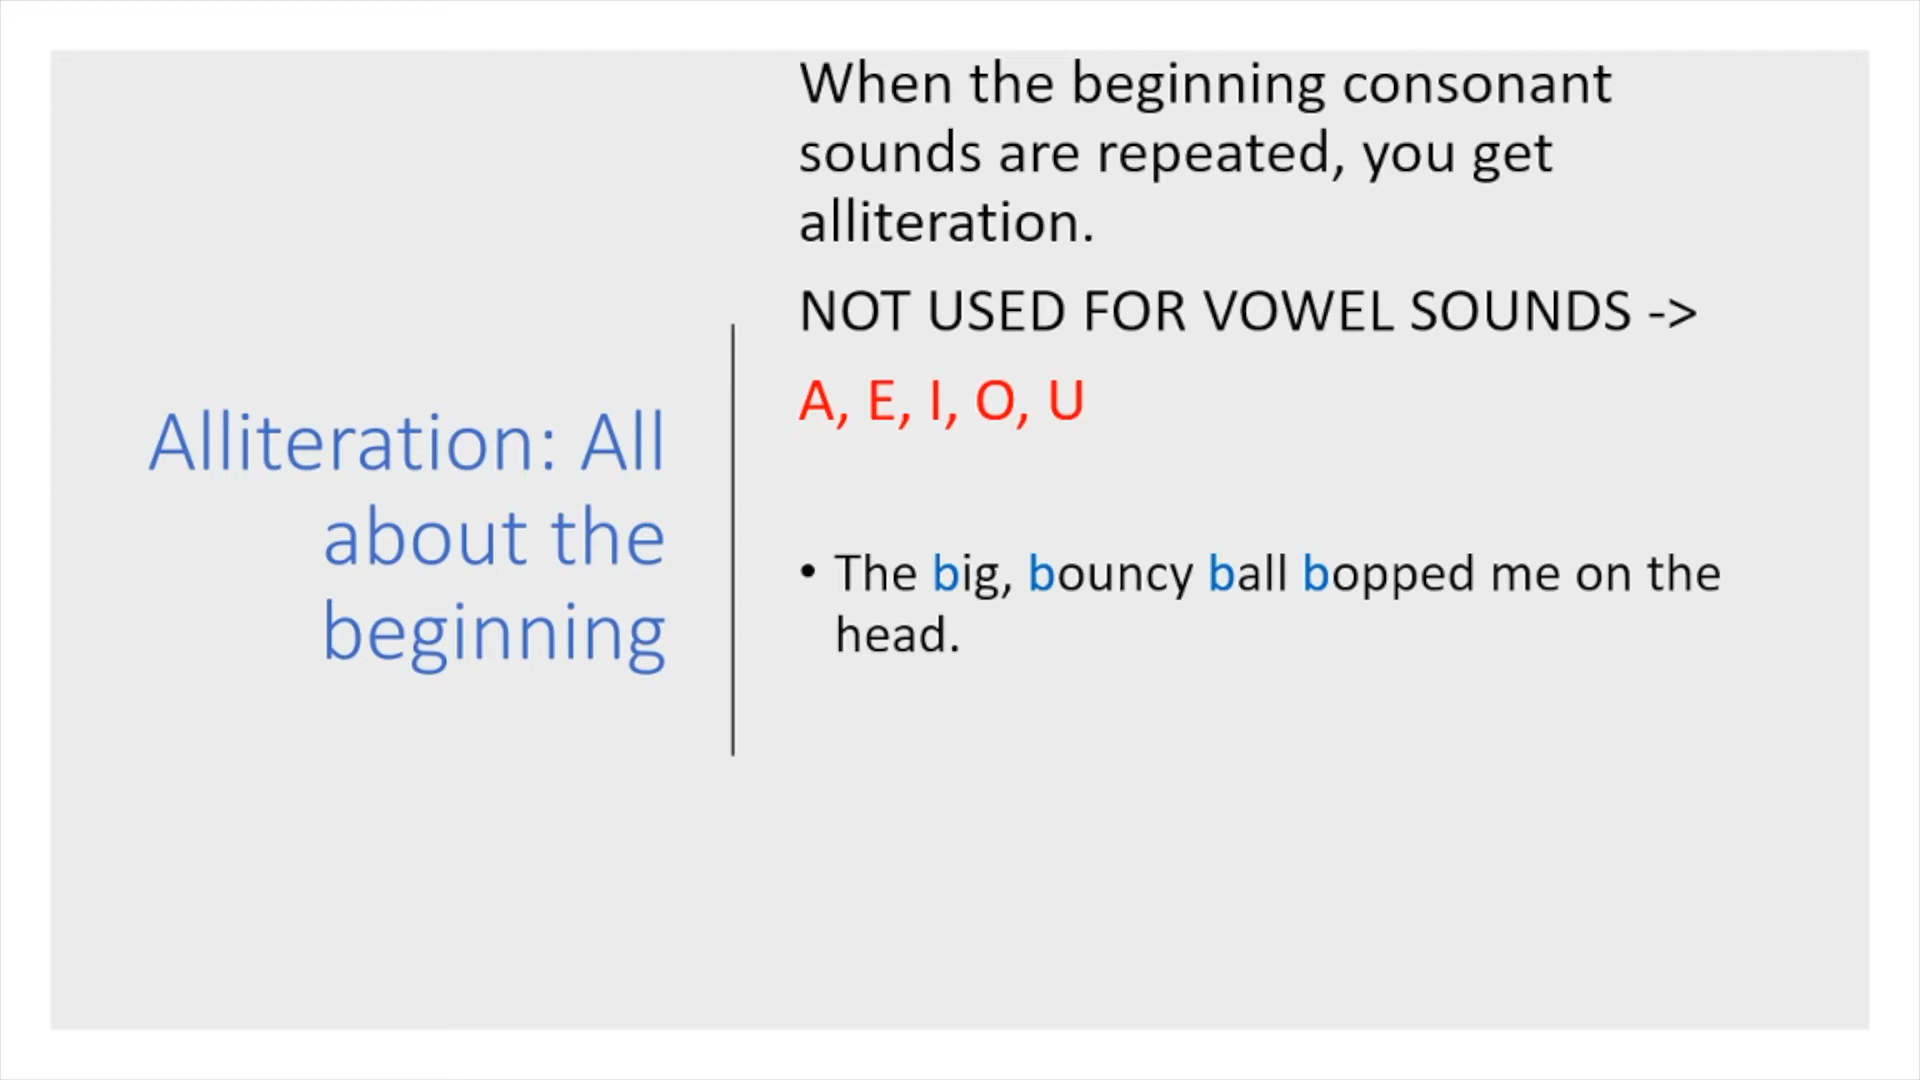 Alliteration: All
about the
beginning
When the beginning consonant
sounds are repeated, you get
alliteration.
NOT USED FOR VOWEL SOUNDS ->
A, E, I, O, U
• The big, bouncy ball bopped me on the
head.